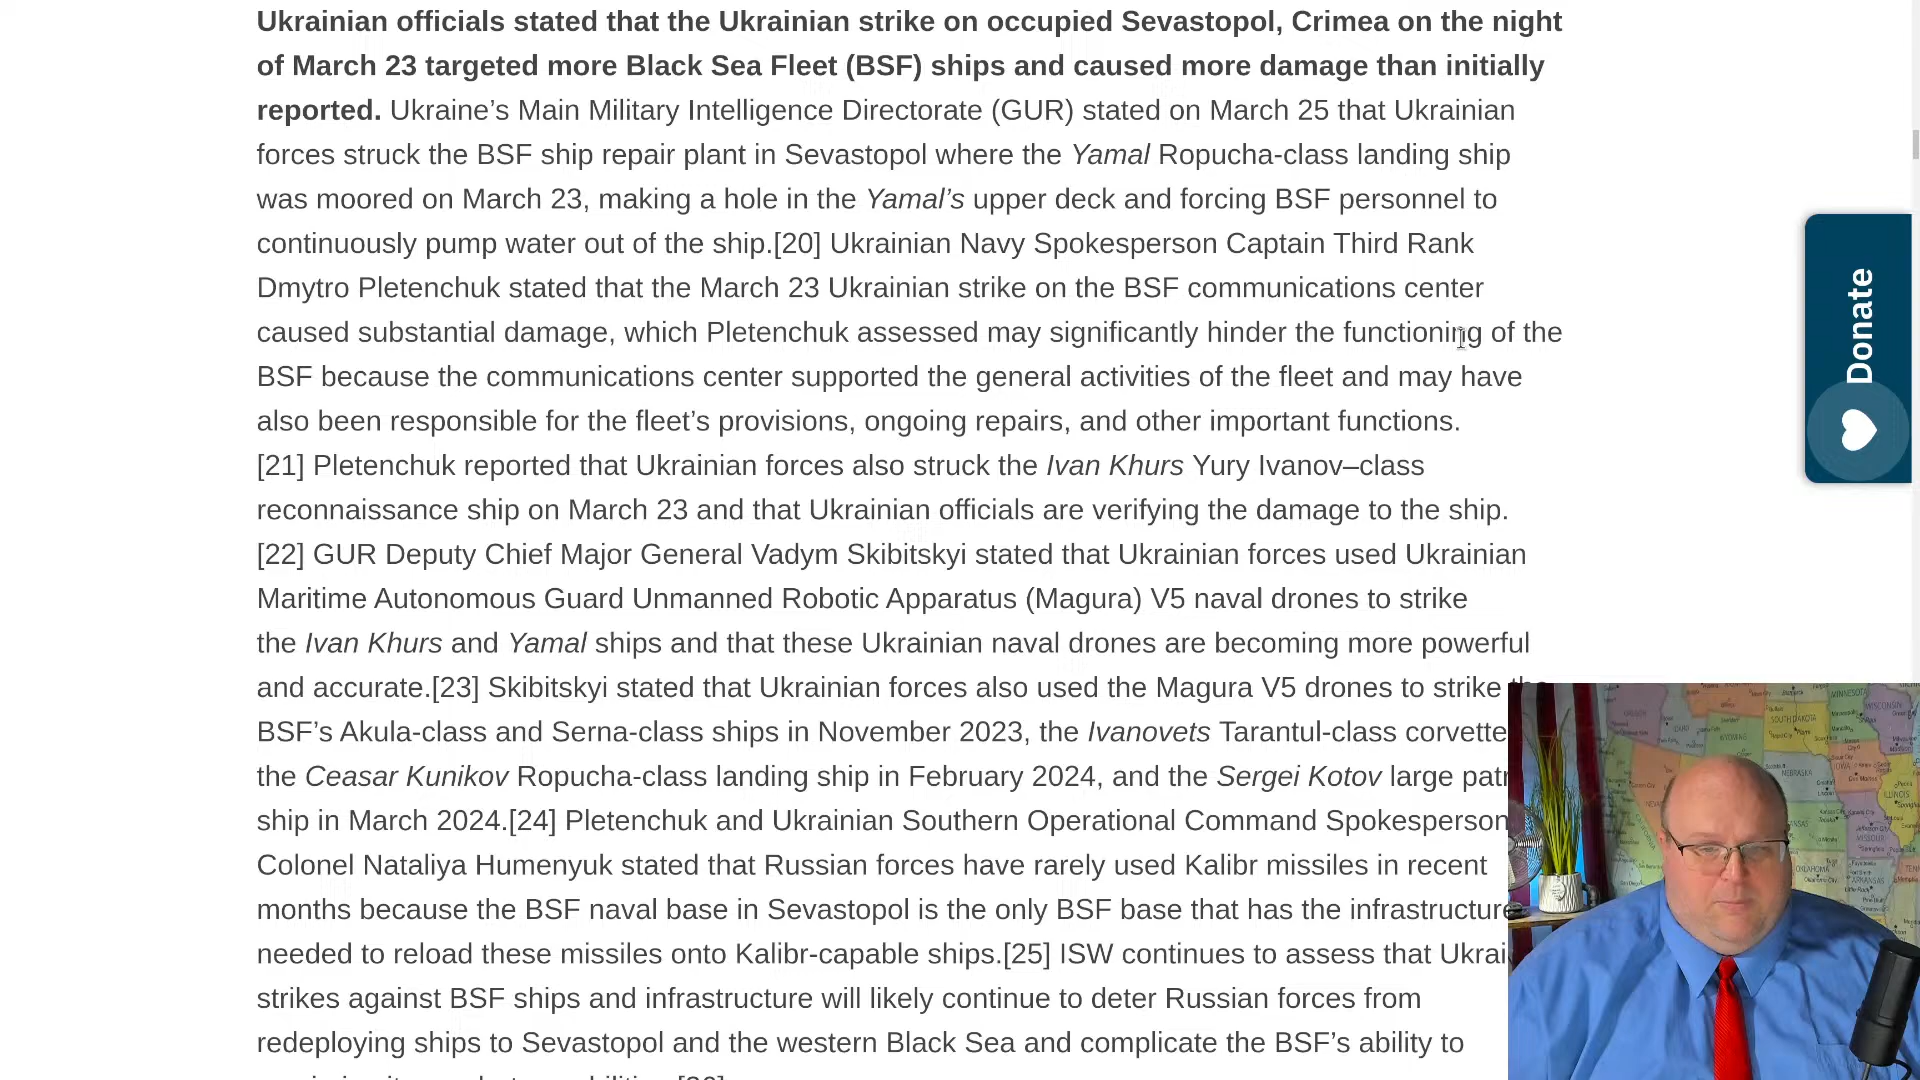 Ukrainian officials stated that the Ukrainian strike on occupied Sevastopol, Crimea on the night
of March 23 targeted more Black Sea Fleet (BSF) ships and caused more damage than initially
reported. Ukraine’s Main Military Intelligence Directorate (GUR) stated on March 25 that Ukrainian
forces struck the BSF ship repair plant in Sevastopol where the Yamal Ropucha-class landing ship
was moored on March 23, making a hole in the Yamal’s upper deck and forcing BSF personnel to
continuously pump water out of the ship.[20] Ukrainian Navy Spokesperson Captain Third Rank
Dmytro Pletenchuk stated that the March 23 Ukrainian strike on the BSF communications center
caused substantial damage, which Pletenchuk assessed may significantly hinder the functioning of the
BSF because the communications center supported the general activities of the fleet and may have
also been responsible for the fleet’s provisions, ongoing repairs, and other important functions.
[21] Pletenchuk reported that Ukrainian forces also struck the Ivan Khurs Yury Ivanov–class
reconnaissance ship on March 23 and that Ukrainian officials are verifying the damage to the ship.
[22] GUR Deputy Chief Major General Vadym Skibitskyi stated that Ukrainian forces used Ukrainian
Maritime Autonomous Guard Unmanned Robotic Apparatus (Magura) V5 naval drones to strike
the Ivan Khurs and Yamal ships and that these Ukrainian naval drones are becoming more powerful
and accurate.[23] Skibitskyi stated that Ukrainian forces also used the Magura V5 drones to strike
BSF’s Akula-class and Serna-class ships in November 2023, the Ivanovets Tarantul-class corvette
the Ceasar Kunikov Ropucha-class landing ship in February 2024, and the Sergei Kotov large
ship in March 2024.[24] Pletenchuk and Ukrainian Southern Operational Command Spokesperson
Colonel Nataliya Humenyuk stated that Russian forces have rarely used Kalibr missiles in recent
months because the BSF naval base in Sevastopol is the only BSF base that has the infrastructure
needed to reload these missiles onto Kalibr-capable ships.[25] ISW continues to assess that
strikes against BSF ships and infrastructure will likely continue to deter Russian forces from
redeploying ships to Sevastopol and the western Black Sea and complicate the BSF’s ability to
Donate
MINNESOTA
WISCONSIN
SOUTH DAKOTA
WYOMING
NEBRASKA
ILLINOIS
MISSOURI
OKLAHOMA
ARKANSAS